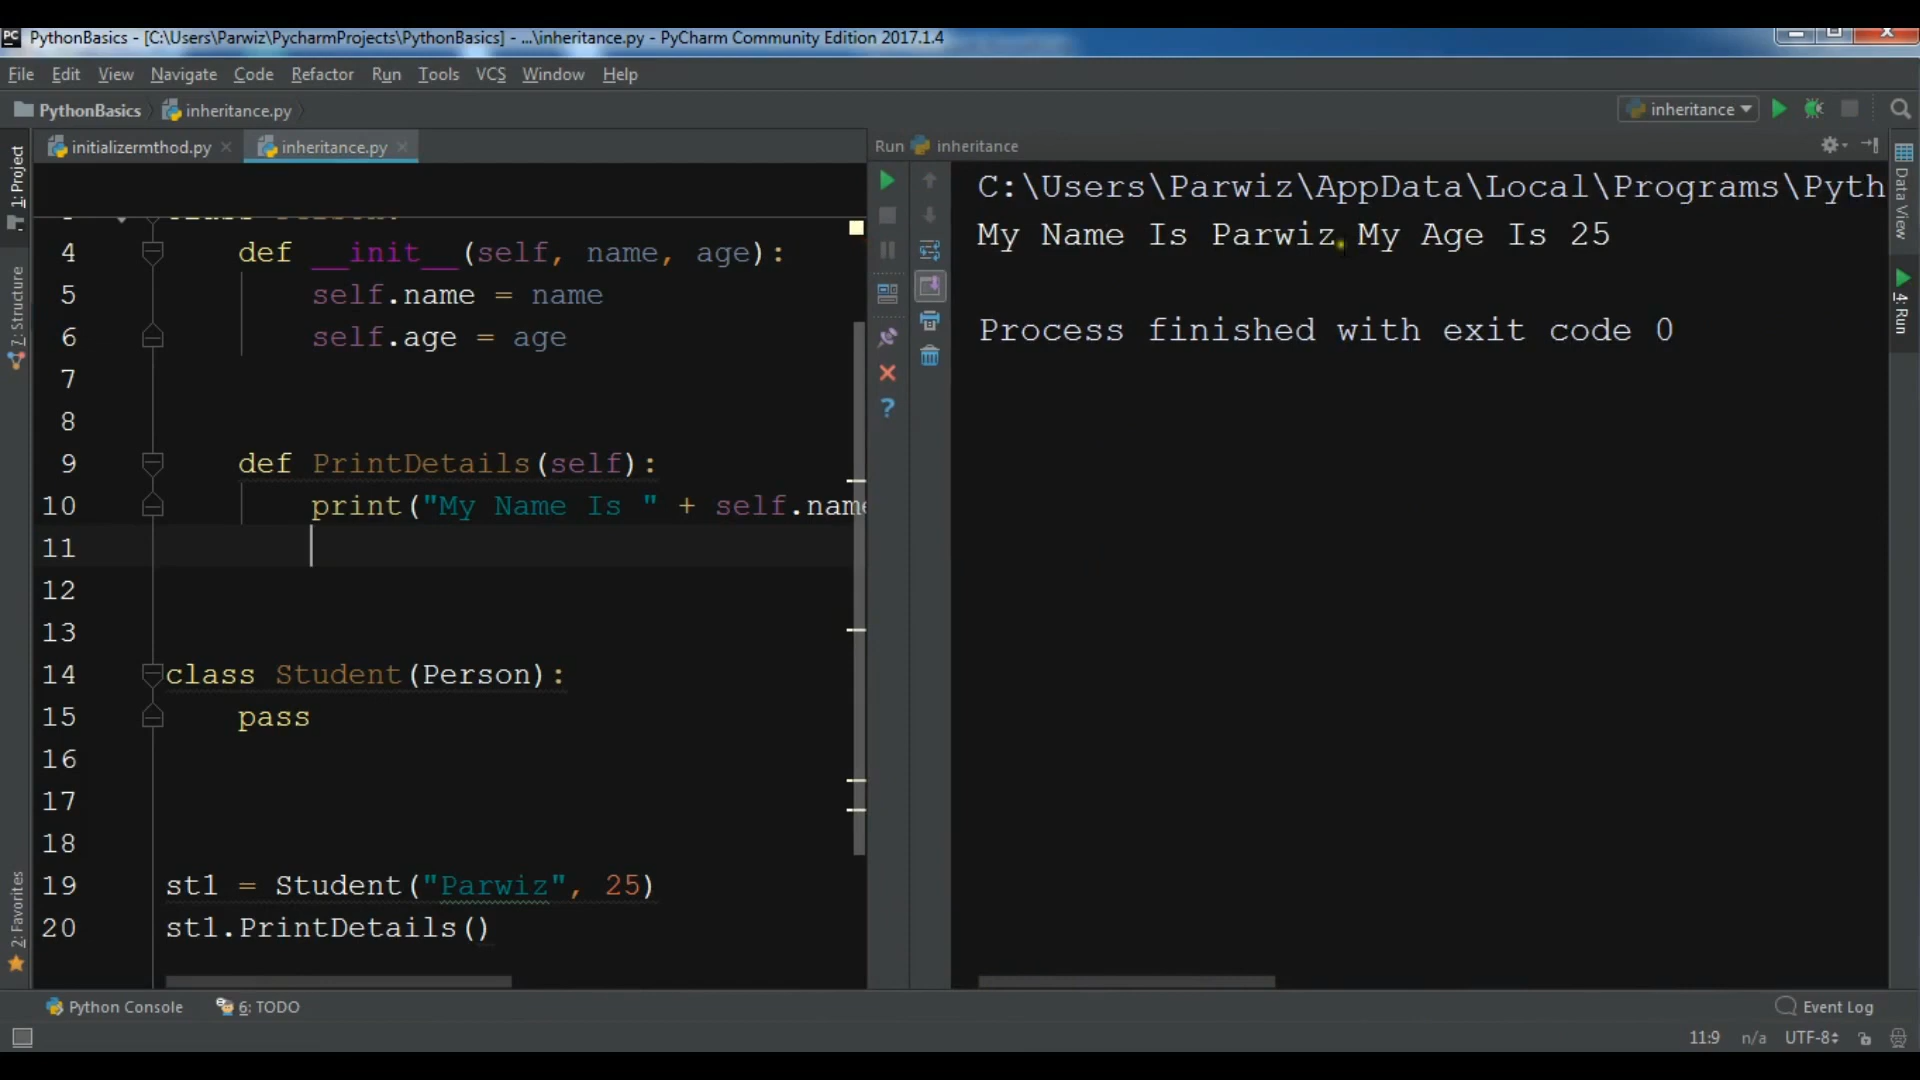 PC PythonBasics - [C:\Users\Parwiz\PycharmProjects\PythonBasics] - ...\inheritance.py - PyCharm Community Edition 2017.1.4
File Edit View Navigate Code Refactor Run Tools VCS Window Help
PythonBasics inheritance.py inheritance
1: Project
7: Structure
2: Favorites
initializermthod.py inheritance.py
4 def __init__(self, name, age):
5 self.name = name
6 self.age = age
7
8
9 def PrintDetails(self):
10 print("My Name Is " + self.name
11
12
13
14 class Student(Person):
15 pass
16
17
18
19 st1 = Student("Parwiz", 25)
20 st1.PrintDetails()
Run inheritance
C:\Users\Parwiz\AppData\Local\Programs\Pyth
My Name Is Parwiz My Age Is 25
Process finished with exit code 0
Data View
4: Run
Python Console 6: TODO Event Log
11:9 n/a UTF-8